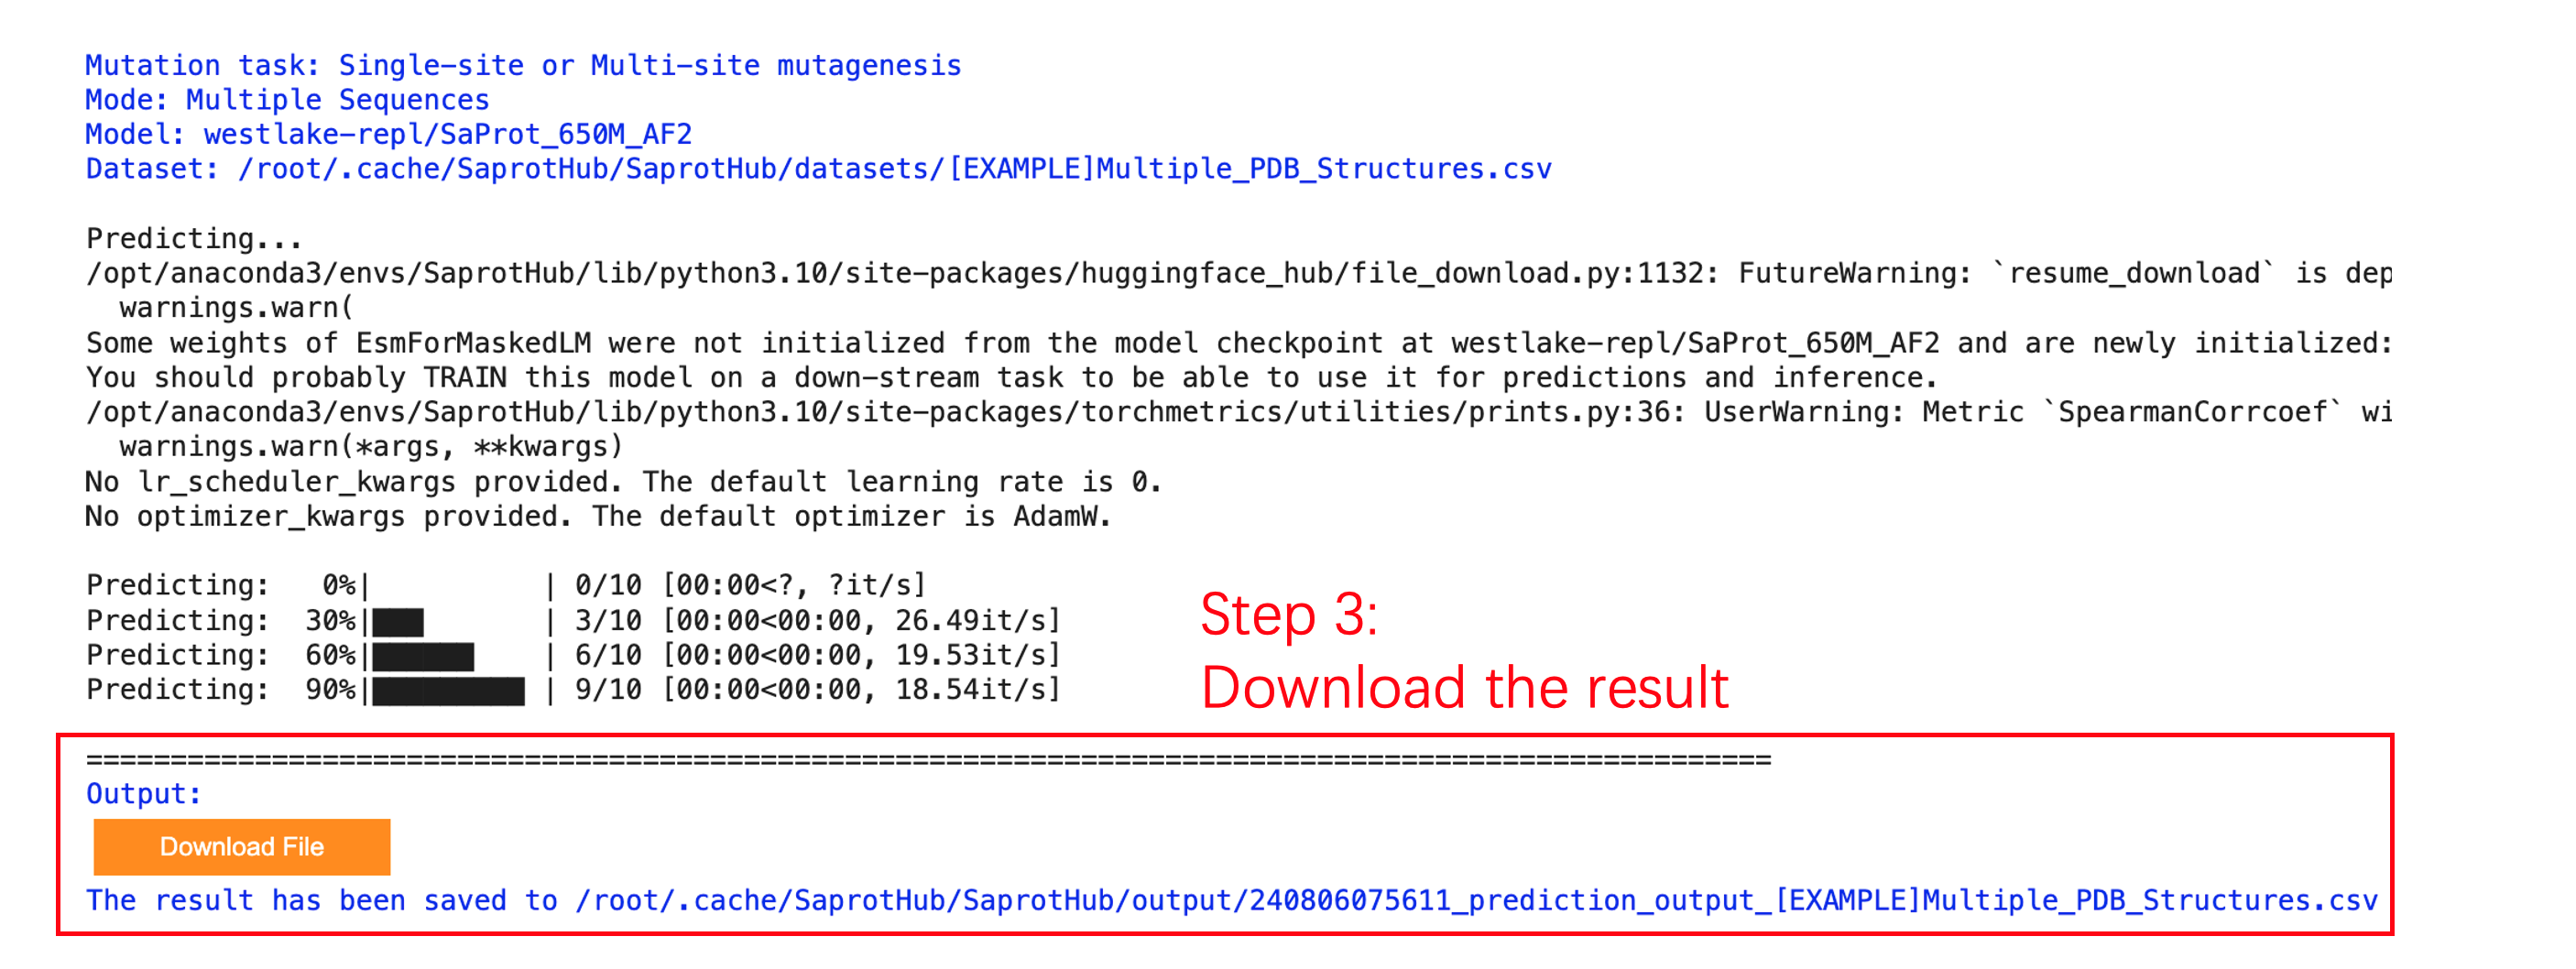 Mutation task: Single-site or Multi-site mutagenesis
Mode: Multiple Sequences
Model: westlake-repl/SaProt_650M_AF2
Dataset: /root/.cache/SaprotHub/SaprotHub/datasets/[EXAMPLE]Multiple_PDB_Structures.csv
Predicting...
/opt/anaconda3/envs/SaprotHub/lib/python3.10/site-packages/huggingface_hub/file_download.py:1132: FutureWarning: `resume_download` is dep
warnings.warn(
Some weights of EsmForMaskedLM were not initialized from the model checkpoint at westlake-repl/SaProt_650M_AF2 and are newly initialized:
You should probably TRAIN this model on a down-stream task to be able to use it for predictions and inference.
/opt/anaconda3/envs/SaprotHub/lib/python3.10/site-packages/torchmetrics/utilities/prints.py:36: UserWarning: Metric `SpearmanCorrcoef` wi
warnings.warn(*args, **kwargs)
No lr_scheduler_kwargs provided. The default learning rate is 0.
No optimizer_kwargs provided. The default optimizer is AdamW.
Predicting:   0%|          | 0/10 [00:00<?, ?it/s]
Predicting:  30%|███       | 3/10 [00:00<00:00, 26.49it/s]
Predicting:  60%|██████    | 6/10 [00:00<00:00, 19.53it/s]
Predicting:  90%|█████████ | 9/10 [00:00<00:00, 18.54it/s]
Step 3:
Download the result
====================================================================================================
Output:
Download File
The result has been saved to /root/.cache/SaprotHub/SaprotHub/output/240806075611_prediction_output_[EXAMPLE]Multiple_PDB_Structures.csv